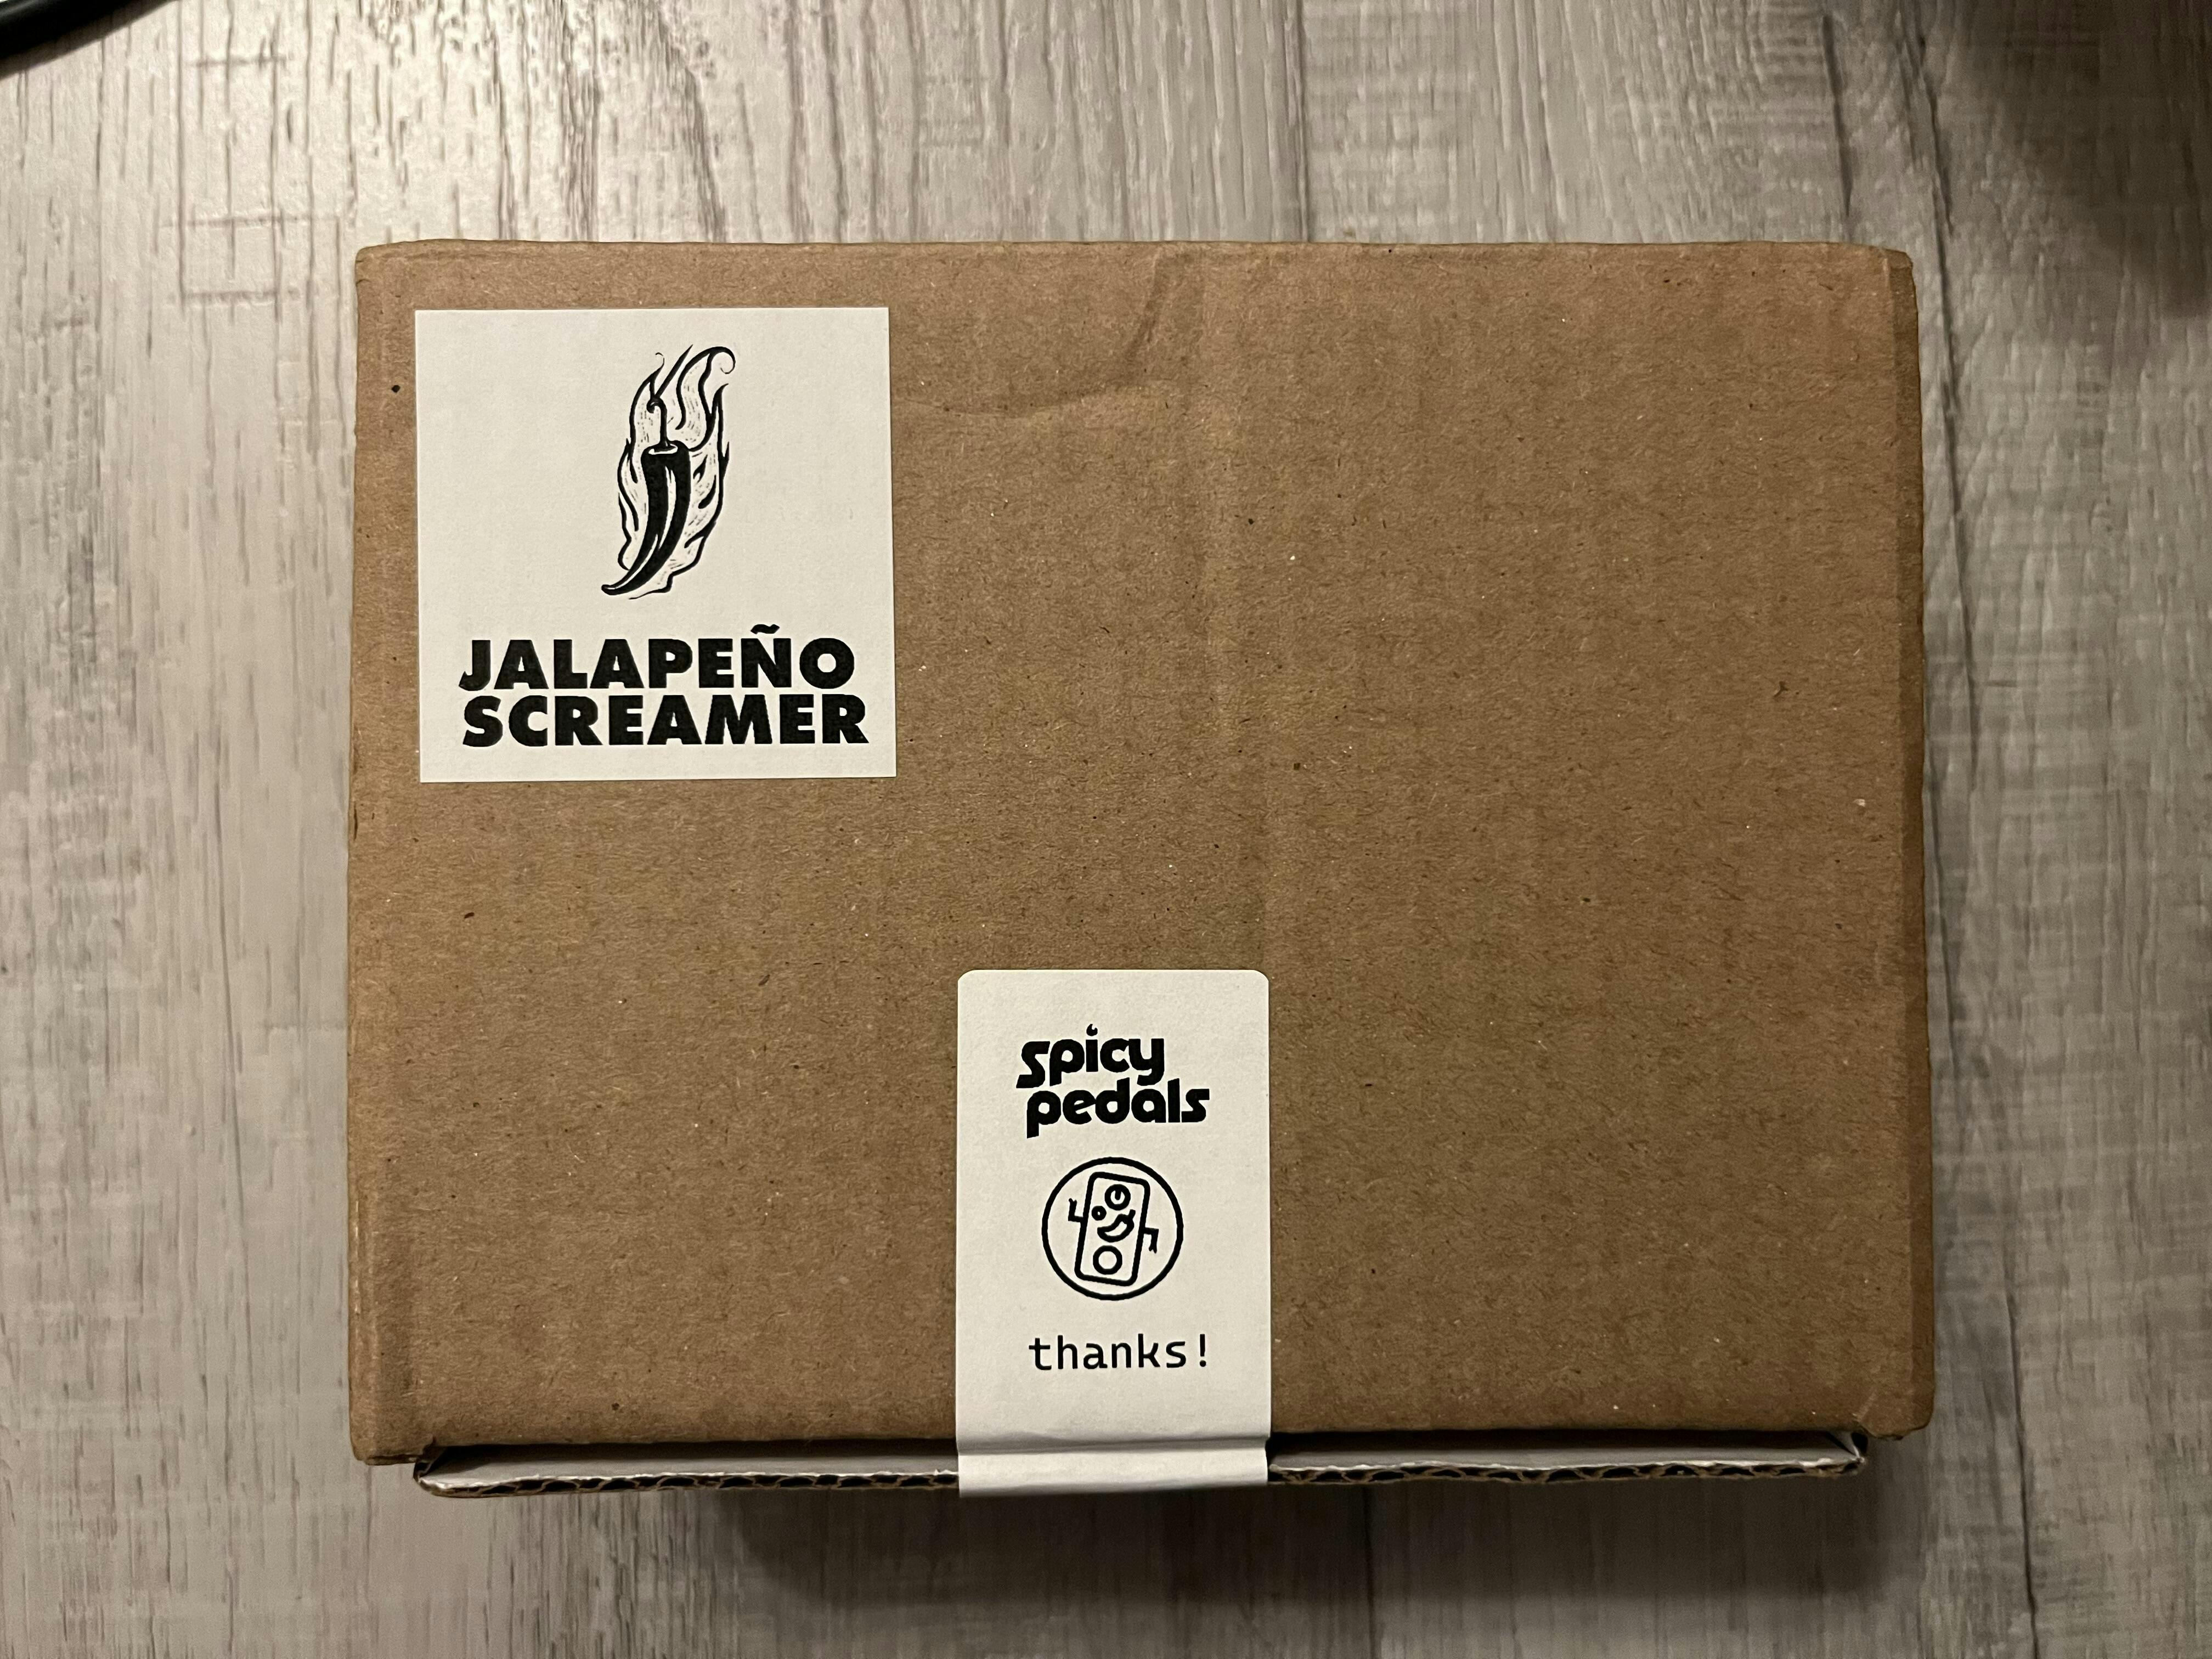 JALAPEÑO
SCREAMER
spicy
pedals
thanks!